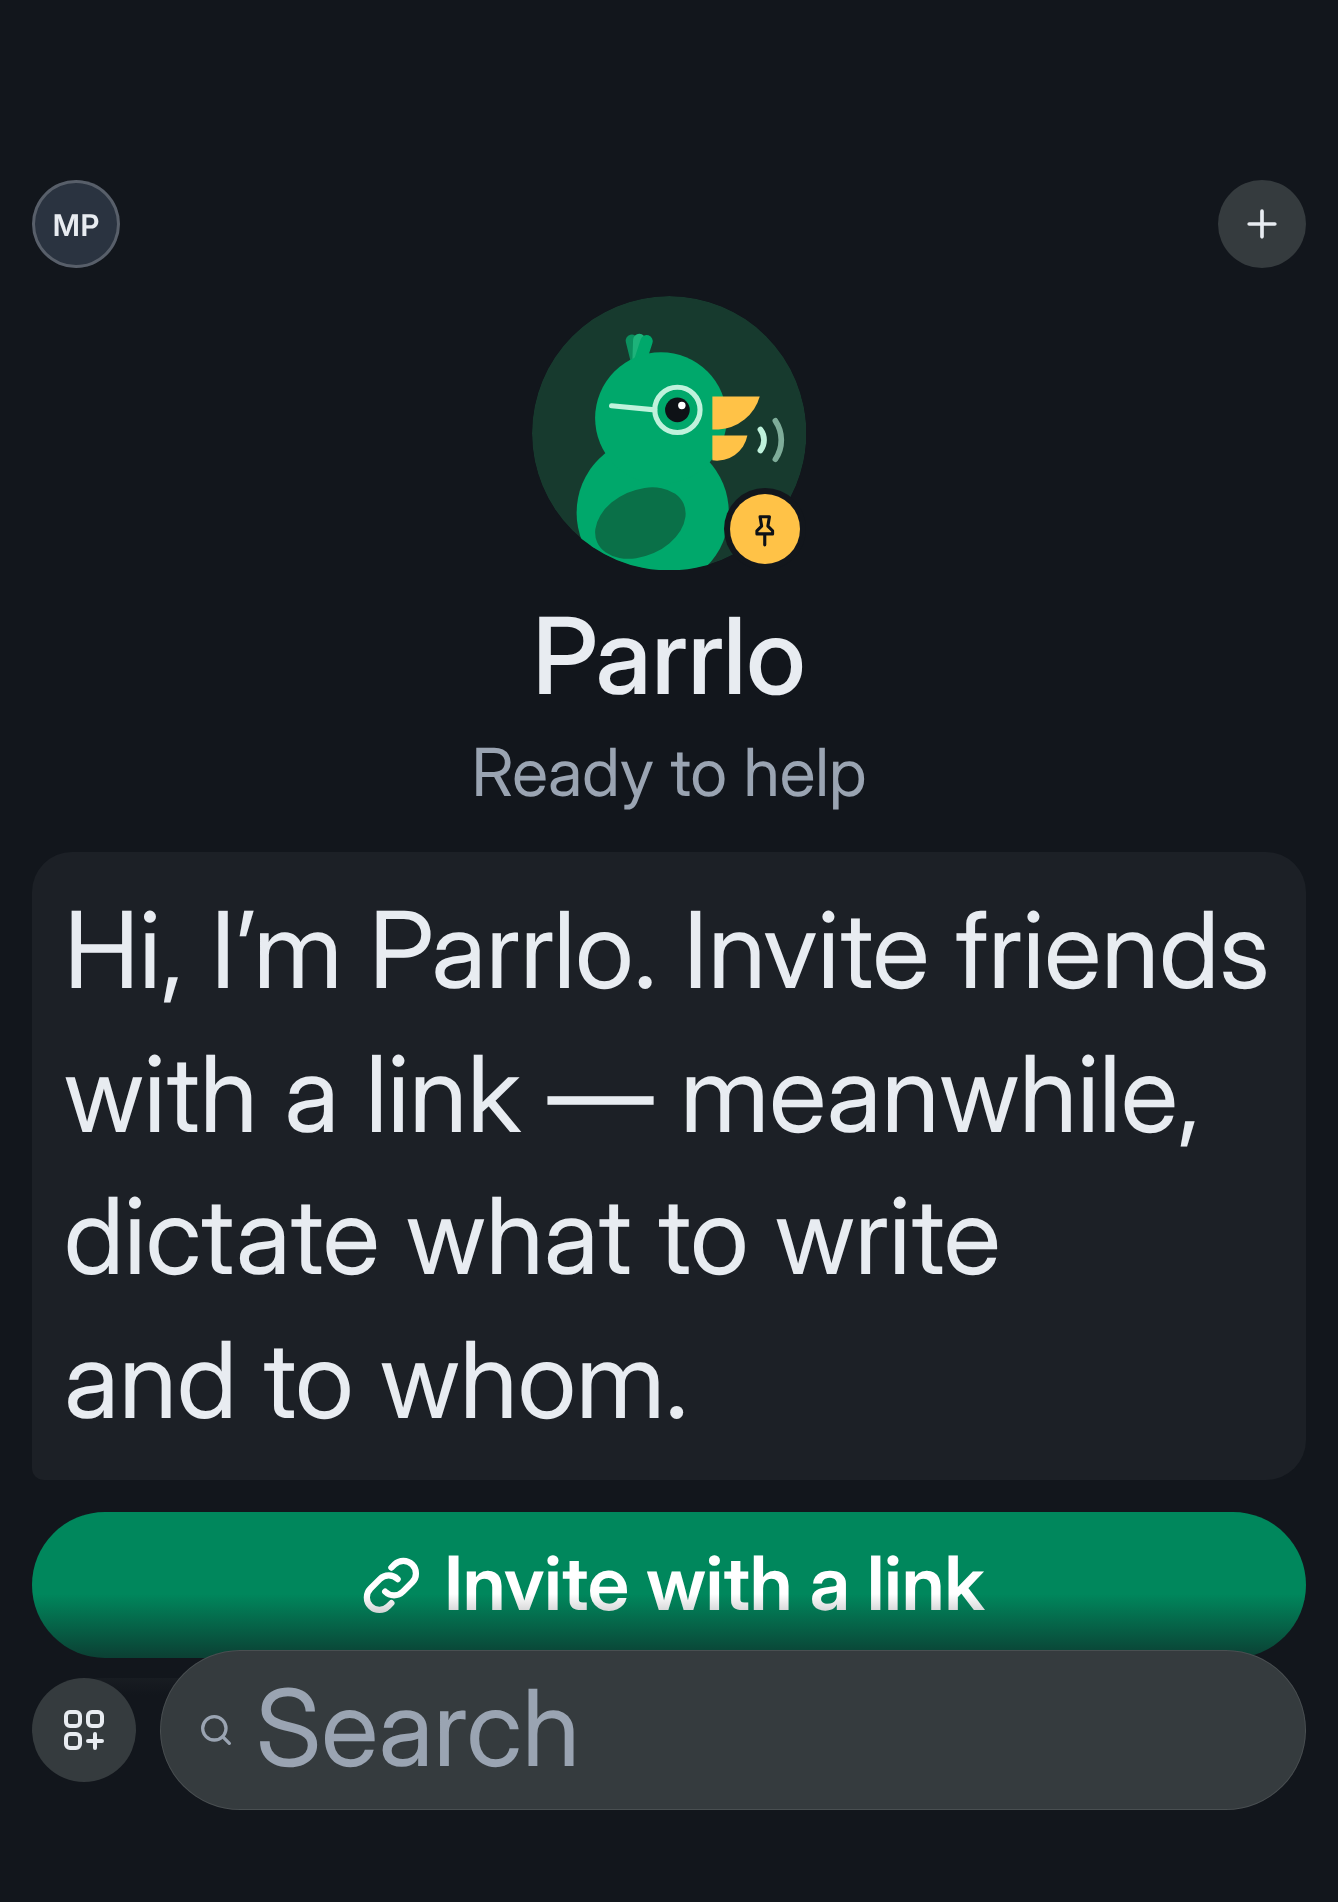 MP
Parrlo
Ready to help
Hi, I’m Parrlo. Invite friends
with a link — meanwhile,
dictate what to write
and to whom.
Invite with a link
Search